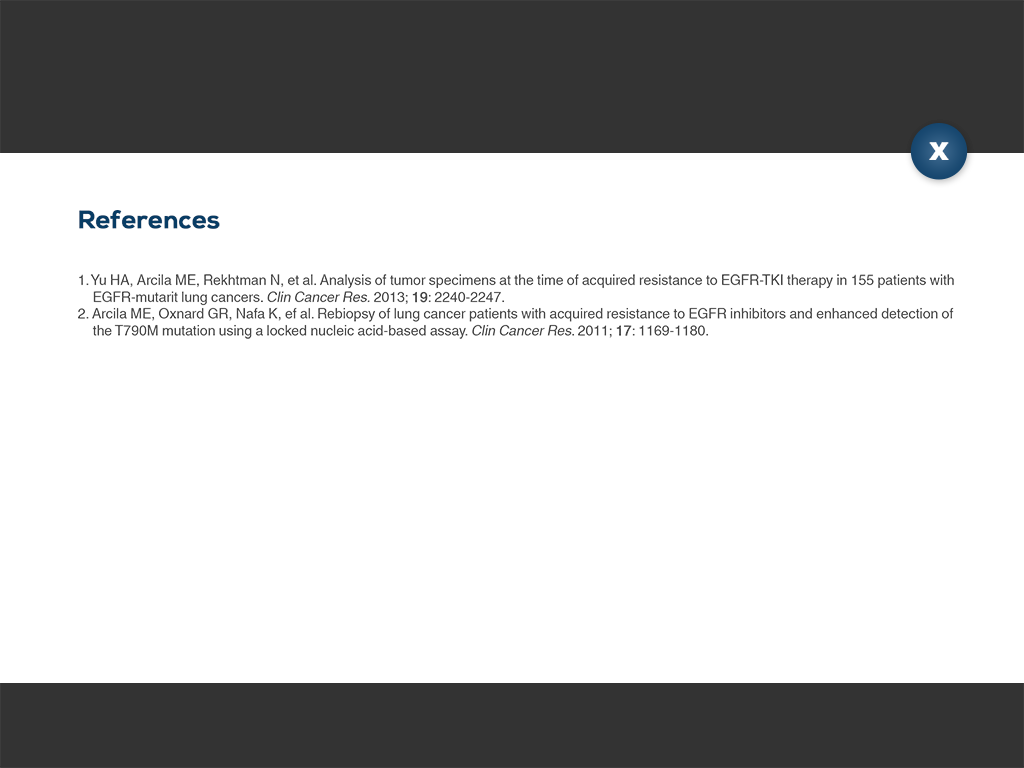 X
References
1. Yu HA, Arcila ME, Rekhtman N, et al. Analysis of tumor specimens at the time of acquired resistance to EGFR-TKI therapy in 155 patients with
EGFR-mutarit lung cancers. Clin Cancer Res. 2013; 19: 2240-2247.
2. Arcila ME, Oxnard GR, Nafa K, ef al. Rebiopsy of lung cancer patients with acquired resistance to EGFR inhibitors and enhanced detection of
the T790M mutation using a locked nucleic acid-based assay. Clin Cancer Res. 2011; 17: 1169-1180.